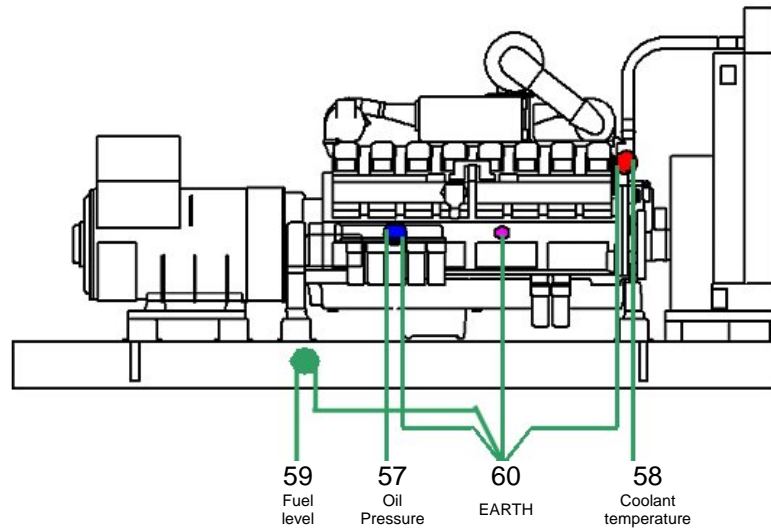 59 57 60 58
Fuel level
Oil Pressure
EARTH
Coolant temperature